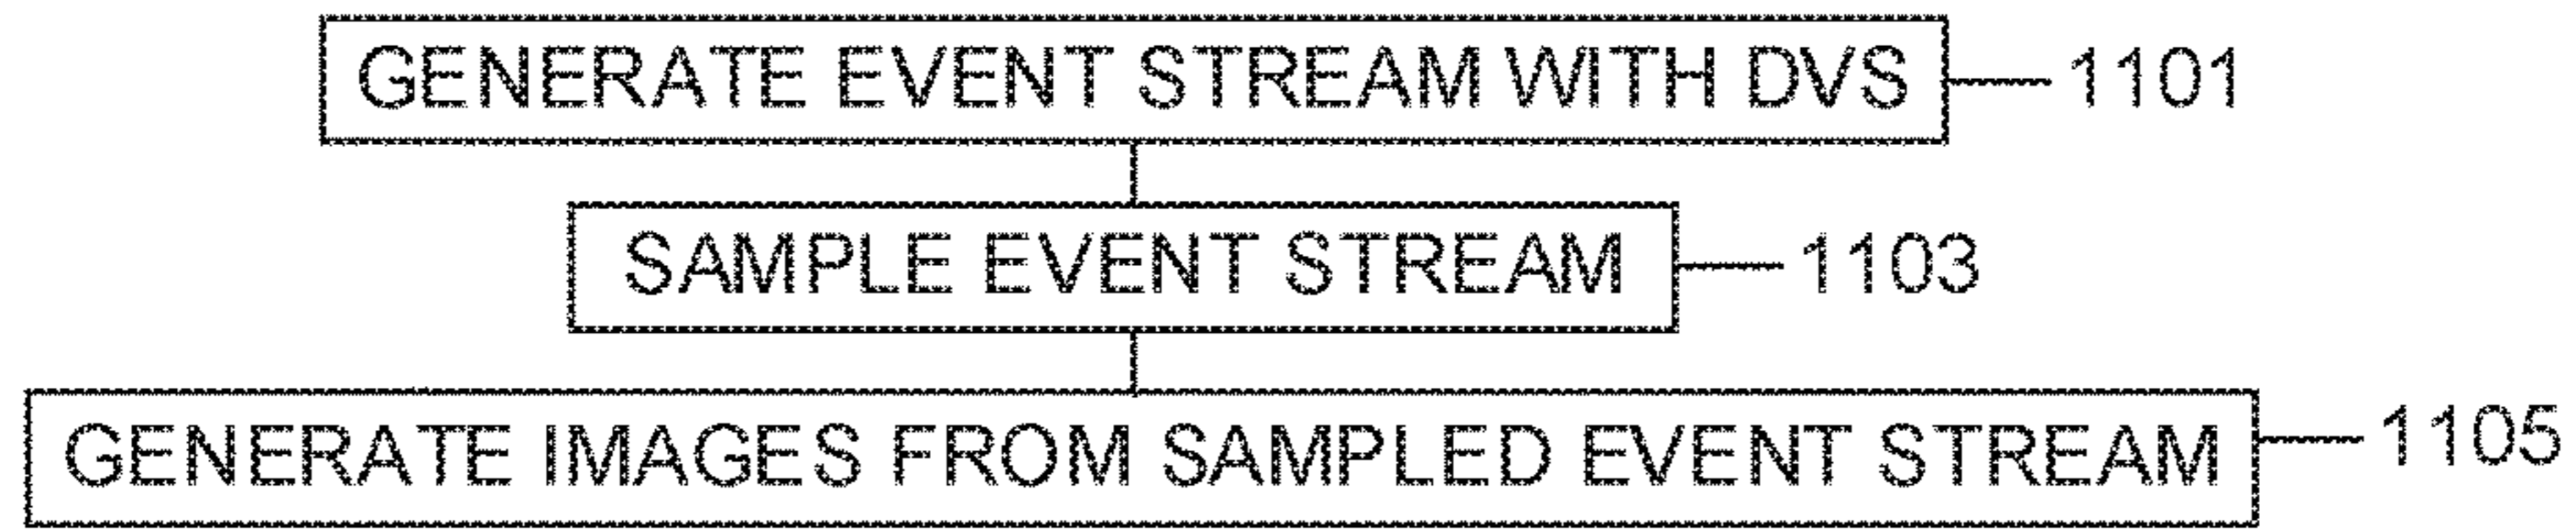 GENERATE EVENT STREAM WITH DVS 1101
SAMPLE EVENT STREAM 1103
GENERATE IMAGES FROM SAMPLED EVENT STREAM 1105